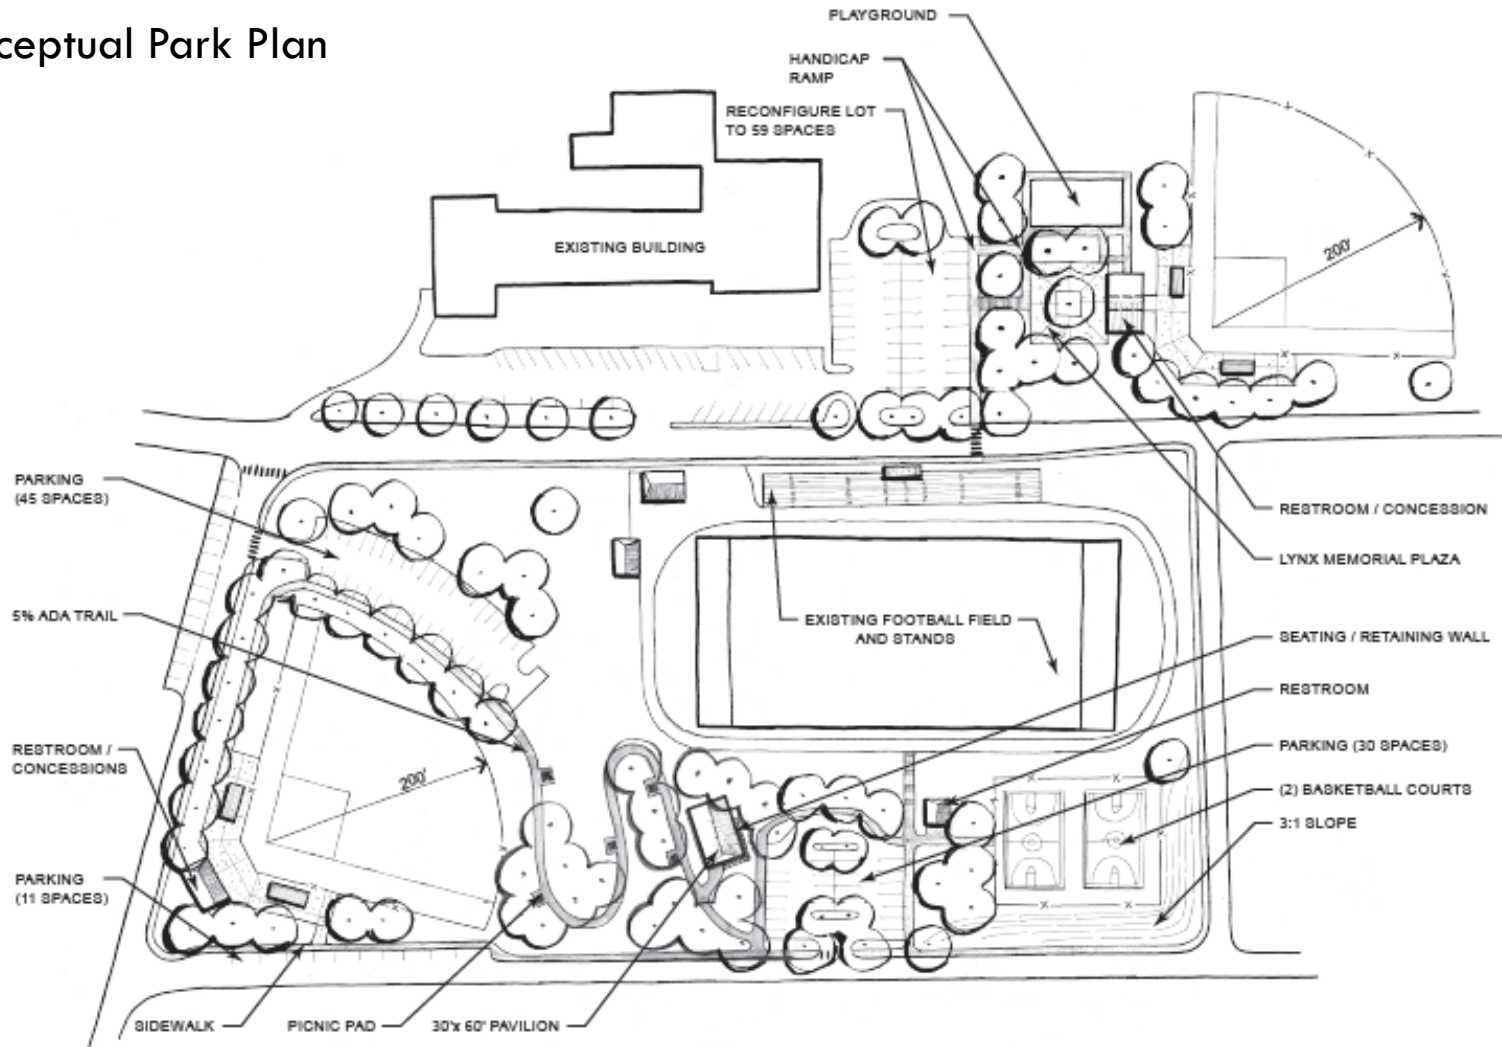 ceptual Park Plan
PLAYGROUND
HANDICAP
RAMP
RECONFIGURE LOT
TO 59 SPACES
EXISTING BUILDING
200'
PARKING
(45 SPACES)
RESTROOM / CONCESSION
LYNX MEMORIAL PLAZA
5% ADA TRAIL
EXISTING FOOTBALL FIELD
AND STANDS
SEATING / RETAINING WALL
RESTROOM
RESTROOM /
CONCESSIONS
200'
PARKING (30 SPACES)
(2) BASKETBALL COURTS
3:1 SLOPE
PARKING
(11 SPACES)
SIDEWALK
PICNIC PAD
30'x 60' PAVILION